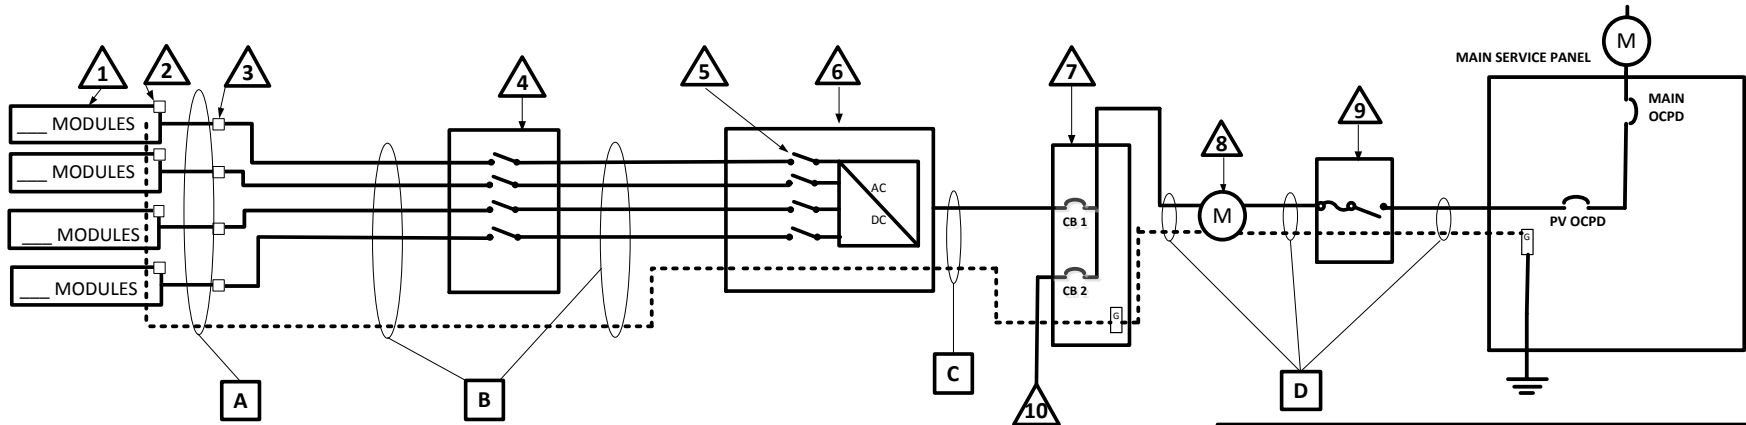 M
MAIN SERVICE PANEL
1
2
3
4
5
6
7
8
9
MAIN
OCPD
___ MODULES
___ MODULES
___ MODULES
___ MODULES
AC
DC
CB 1
CB 2
M
PV OCPD
G
G
A
B
C
D
10